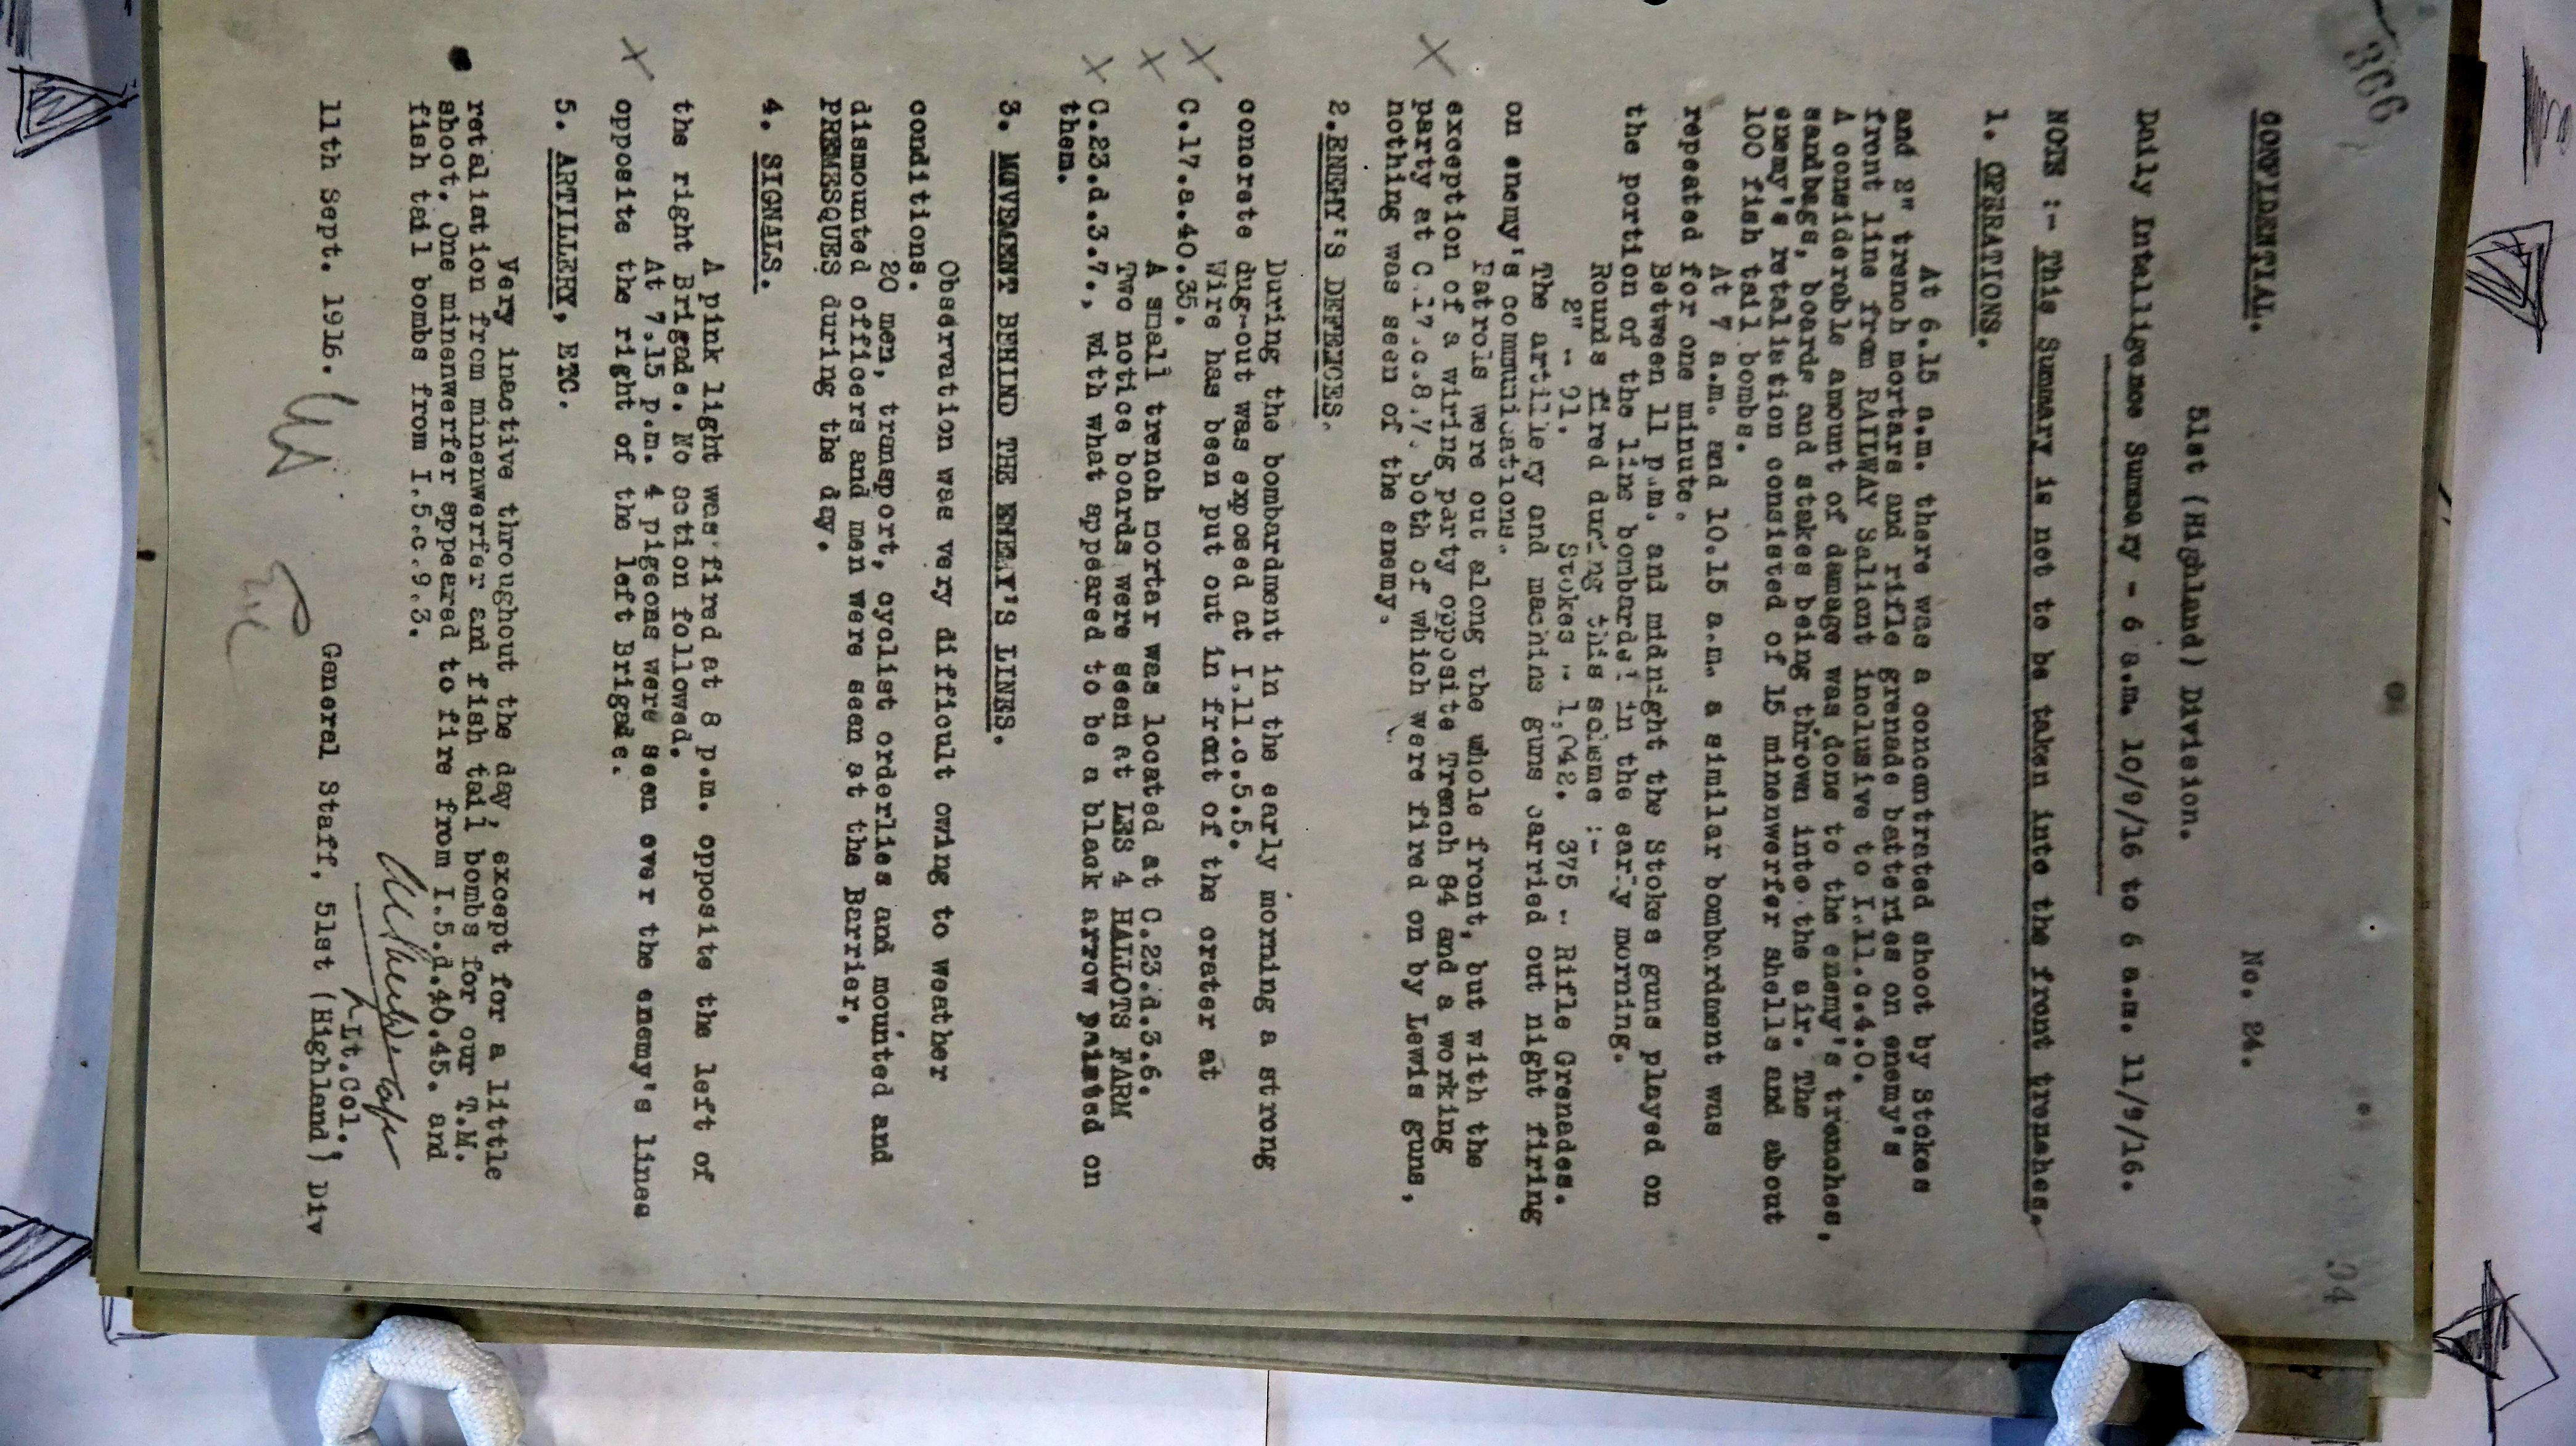 366
34
CONFIDENTIAL.
No. 24.
51st (Highland) Division.
Daily Intelligence Summary - 6 a.m. 10/9/16 to 6 a.m. 11/9/16.
NOTE :- This Summary is not to be taken into the front trenches.
1. OPERATIONS.
At 6.15 a.m. there was a concentrated shoot by Stokes
and 2" trench mortars and rifle grenade batteries on enemy's
front line from RAILWAY Salient inclusive to I.11.c.4.0.
A considerable amount of damage was done to the enemy's trenches,
sandbags, boards and stakes being thrown into the air. The
enemy's retaliation consisted of 15 minenwerfer shells and about
100 fish tail bombs.
At 7 a.m. and 10.15 a.m. a similar bombardment was
repeated for one minute.
Between 11 p.m. and midnight the Stokes guns played on
the portion of the line bombarded in the early morning.
Rounds fired during this scheme :-
2" - 91. Stokes - 1,042. 375 - Rifle Grenades.
The artillery and machine guns carried out night firing
on enemy's communications.
Patrols were out along the whole front, but with the
exception of a wiring party opposite Trench 84 and a working
party at C.17.c.8.7. both of which were fired on by Lewis guns,
nothing was seen of the enemy.
2. ENEMY'S DEFENCES.
During the bombardment in the early morning a strong
concrete dug-out was exposed at I.11.c.5.5.
Wire has been put out in front of the crater at
C.17.a.40.35.
A small trench mortar was located at C.23.d.3.6.
Two notice boards were seen at LES 4 HALLOTS FARM
C.23.d.3.7., with what appeared to be a black arrow painted on
them.
3. MOVEMENT BEHIND THE ENEMY'S LINES.
Observation was very difficult owing to weather
conditions.
20 men, transport, cyclist orderlies and mounted and
dismounted officers and men were seen at the Barrier,
PREMESQUES during the day.
4. SIGNALS.
A pink light was fired at 8 p.m. opposite the left of
the right Brigade. No action followed.
At 7.15 p.m. 4 pigeons were seen over the enemy's lines
opposite the right of the left Brigade.
5. ARTILLERY, ETC.
Very inactive throughout the day, except for a little
retaliation from minenwerfer and fish tail bombs for our T.M.
shoot. One minenwerfer appeared to fire from I.5.d.40.45. and
fish tail bombs from I.5.c.9.3.
Lt.Col.,
11th Sept. 1916. General Staff, 51st (Highland) Div